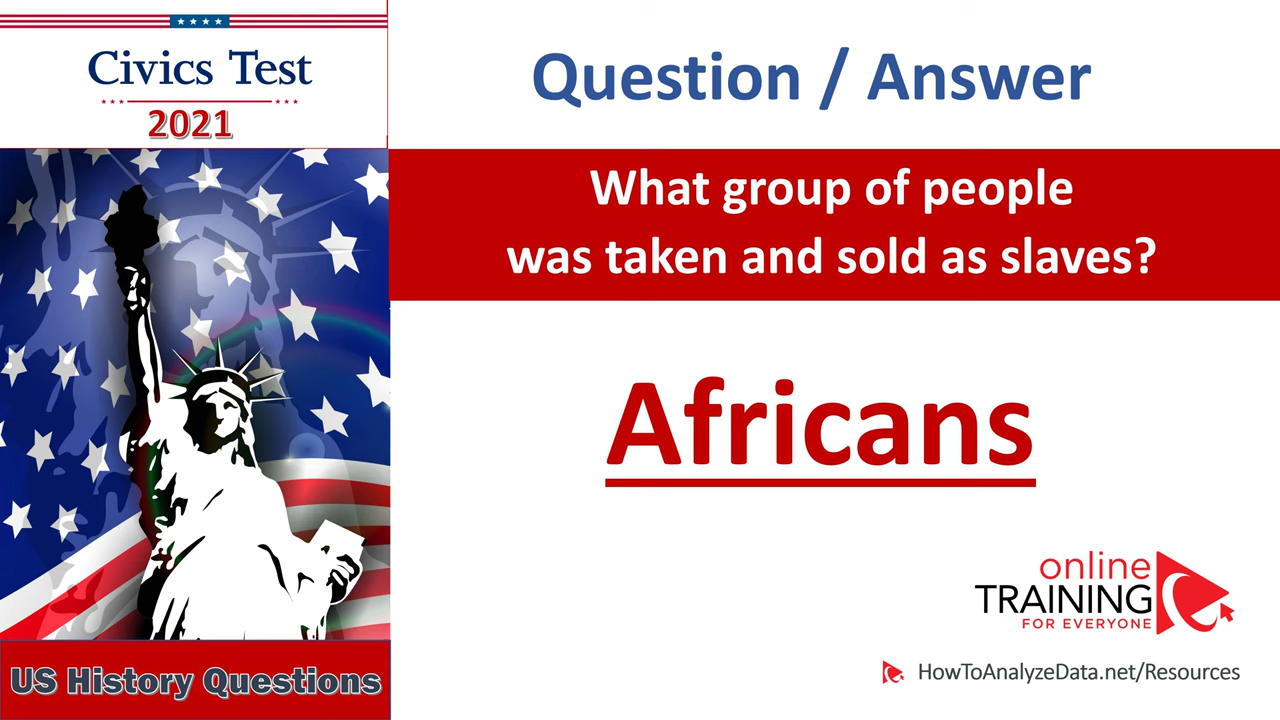 Civics Test
2021
Question / Answer
What group of people
was taken and sold as slaves?
Africans
online
TRAINING
FOR EVERYONE
HowToAnalyzeData.net/Resources
US History Questions